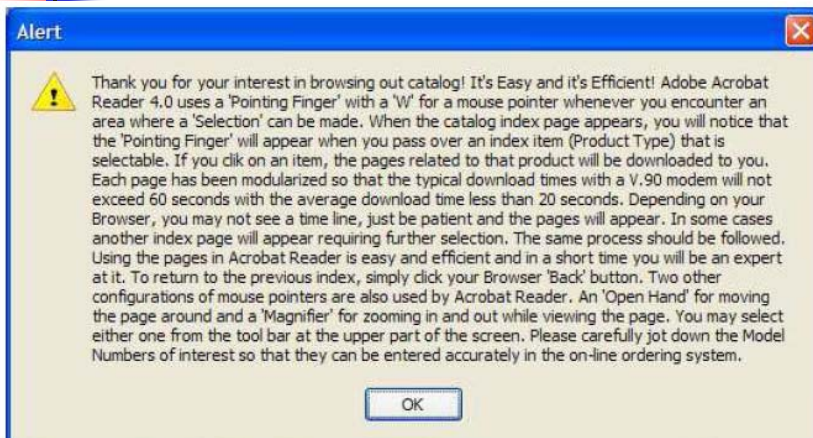 Alert
Thank you for your interest in browsing out catalog! It's Easy and it's Efficient! Adobe Acrobat
Reader 4.0 uses a 'Pointing Finger' with a 'W' for a mouse pointer whenever you encounter an
area where a 'Selection' can be made. When the catalog index page appears, you will notice that
the 'Pointing Finger' will appear when you pass over an index item (Product Type) that is
selectable. If you clik on an item, the pages related to that product will be downloaded to you.
Each page has been modularized so that the typical download times with a V.90 modem will not
exceed 60 seconds with the average download time less than 20 seconds. Depending on your
Browser, you may not see a time line, just be patient and the pages will appear. In some cases
another index page will appear requiring further selection. The same process should be followed.
Using the pages in Acrobat Reader is easy and efficient and in a short time you will be an expert
at it. To return to the previous index, simply click your Browser 'Back' button. Two other
configurations of mouse pointers are also used by Acrobat Reader. An 'Open Hand' for moving
the page around and a 'Magnifier' for zooming in and out while viewing the page. You may select
either one from the tool bar at the upper part of the screen. Please carefully jot down the Model
Numbers of interest so that they can be entered accurately in the on-line ordering system.
OK